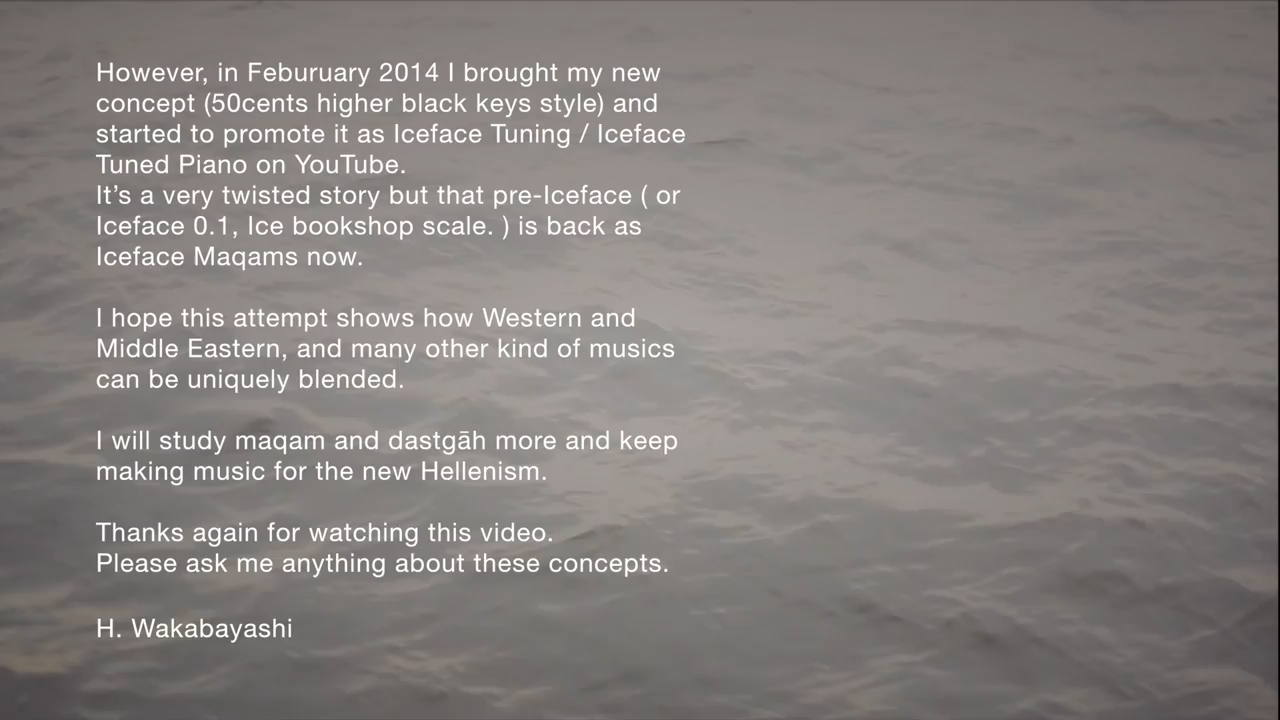 However, in Feburuary 2014 I brought my new
concept (50cents higher black keys style) and
started to promote it as Iceface Tuning / Iceface
Tuned Piano on YouTube.
It’s a very twisted story but that pre-Iceface ( or
Iceface 0.1, Ice bookshop scale. ) is back as
Iceface Maqams now.
I hope this attempt shows how Western and
Middle Eastern, and many other kind of musics
can be uniquely blended.
I will study maqam and dastgāh more and keep
making music for the new Hellenism.
Thanks again for watching this video.
Please ask me anything about these concepts.
H. Wakabayashi